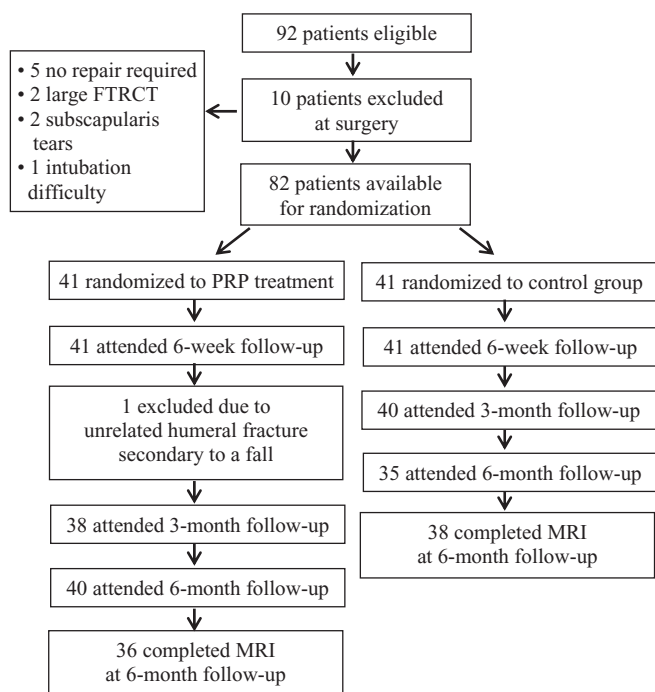 92 patients eligible
• 5 no repair required
• 2 large FTRCT
• 2 subscapularis
tears
• 1 intubation
difficulty
10 patients excluded
at surgery
82 patients available
for randomization
41 randomized to PRP treatment
41 attended 6-week follow-up
1 excluded due to
unrelated humeral fracture
secondary to a fall
38 attended 3-month follow-up
40 attended 6-month follow-up
36 completed MRI
at 6-month follow-up
41 randomized to control group
41 attended 6-week follow-up
40 attended 3-month follow-up
35 attended 6-month follow-up
38 completed MRI
at 6-month follow-up